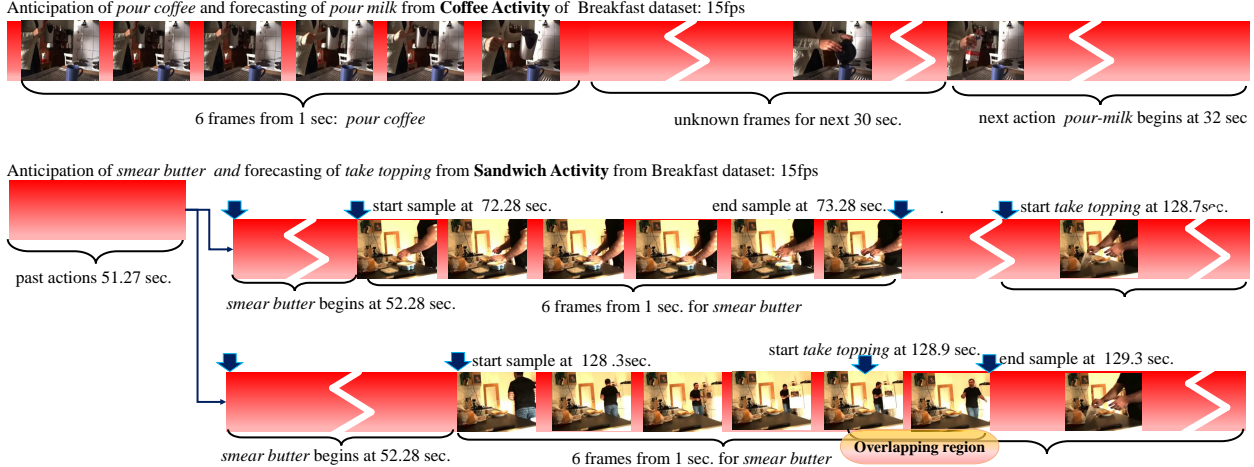 Anticipation of pour coffee and forecasting of pour milk from Coffee Activity of Breakfast dataset: 15fps
6 frames from 1 sec: pour coffee
unknown frames for next 30 sec.
next action pour-milk begins at 32 sec
Anticipation of smear butter and forecasting of take topping from Sandwich Activity from Breakfast dataset: 15fps
start sample at 72.28 sec.
end sample at 73.28 sec.
.
start take topping at 128.7sec.
past actions 51.27 sec.
smear butter begins at 52.28 sec.
6 frames from 1 sec. for smear butter
start sample at 128 .3sec.
start take topping at 128.9 sec.
end sample at 129.3 sec.
Overlapping region
smear butter begins at 52.28 sec.
6 frames from 1 sec. for smear butter